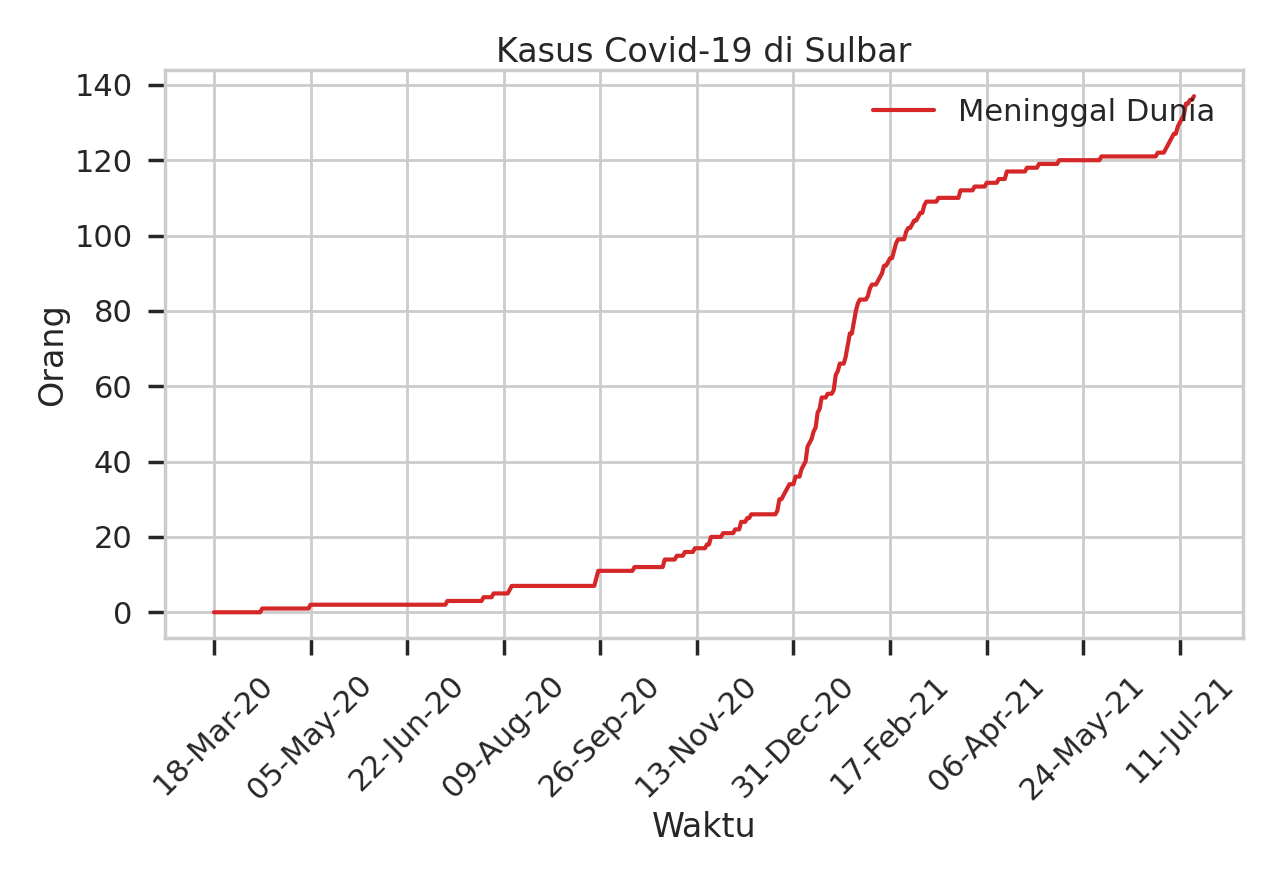 Kasus Covid-19 di Sulbar
Meninggal Dunia
Orang
140
120
100
80
60
40
20
0
18-Mar-20
05-May-20
22-Jun-20
09-Aug-20
26-Sep-20
13-Nov-20
31-Dec-20
17-Feb-21
06-Apr-21
24-May-21
11-Jul-21
Waktu